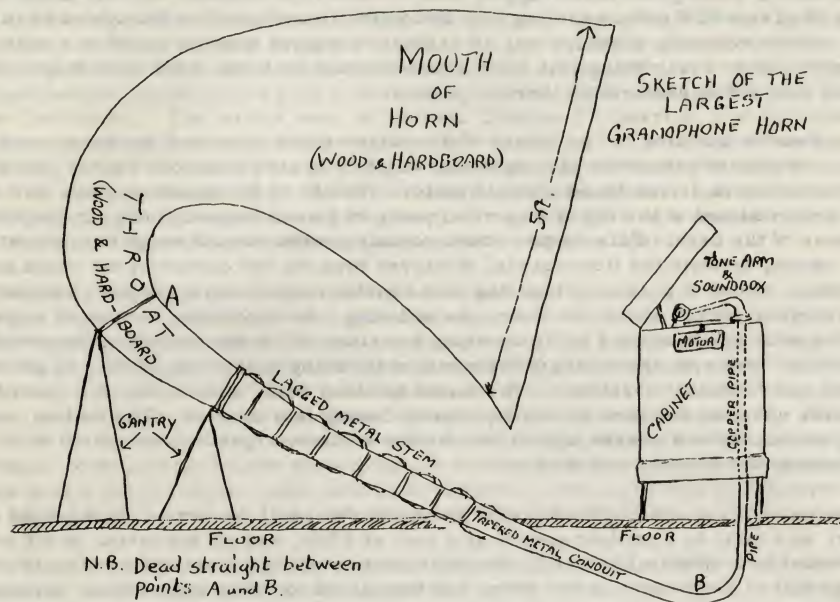 MOUTH
OF
HORN
(WOOD & HARDBOARD)
SKETCH OF THE
LARGEST
GRAMOPHONE HORN
5ft.
THROAT
(WOOD & HARD-
BOARD)
A
TONE ARM
&
SOUNDBOX
MOTOR
CABINET
COPPER PIPE
GANTRY
LAGGED METAL STEM
TAPERED METAL CONDUIT
FLOOR
FLOOR
PIPE
B
N.B. Dead straight between
points A and B.